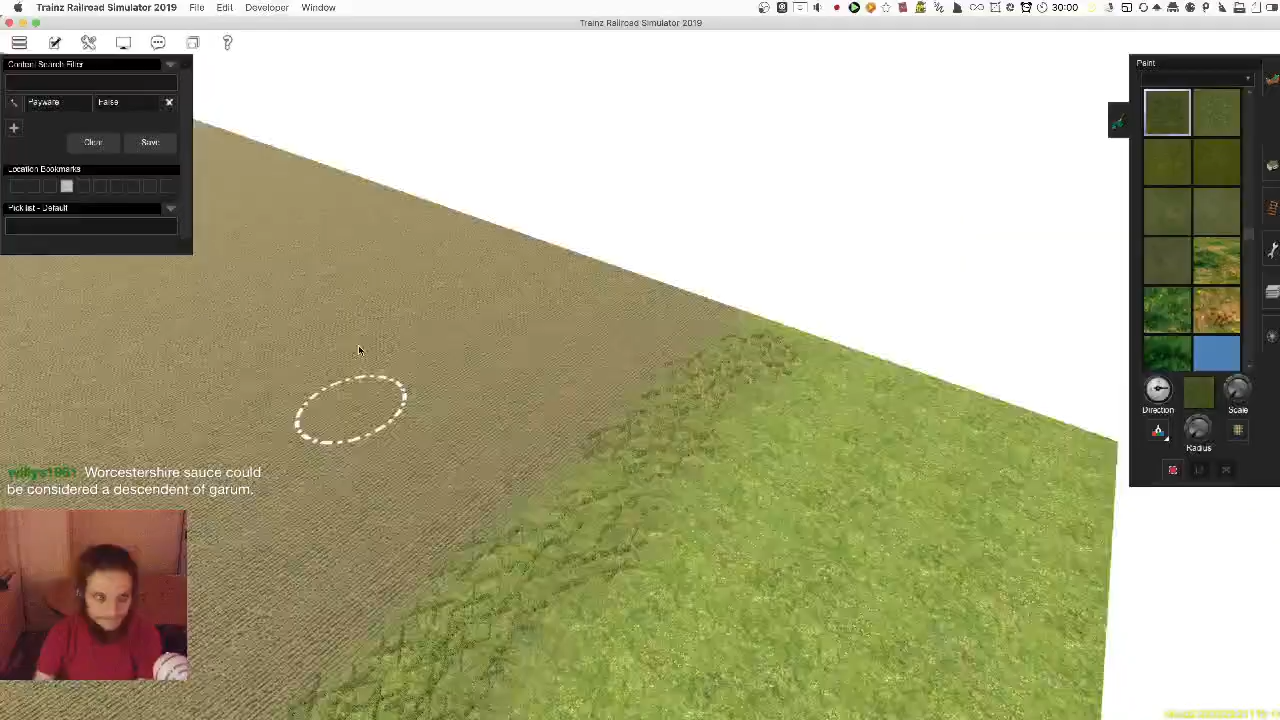 Trainz Railroad Simulator 2019 File Edit Developer Window 30:00
Trainz Railroad Simulator 2019
Content Search Filter
Payware False
Clear Save
Location Bookmarks
Pick list - Default
Paint
Direction Scale
Radius
willys1961 Worcestershire sauce could
be considered a descendent of garum.